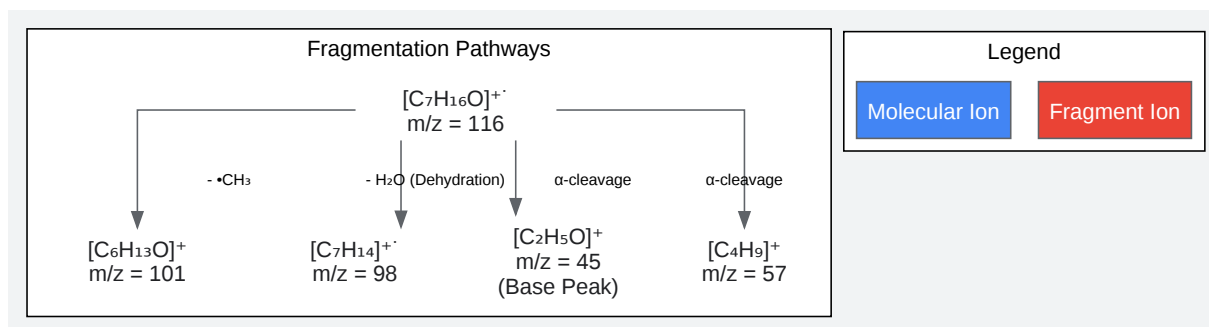 Fragmentation Pathways
[C₇H₁₆O]⁺˙
m/z = 116
- •CH₃
- H₂O (Dehydration)
α-cleavage
α-cleavage
[C₆H₁₃O]⁺
m/z = 101
[C₇H₁₄]⁺˙
m/z = 98
[C₂H₅O]⁺
m/z = 45
(Base Peak)
[C₄H₉]⁺
m/z = 57
Legend
Molecular Ion
Fragment Ion